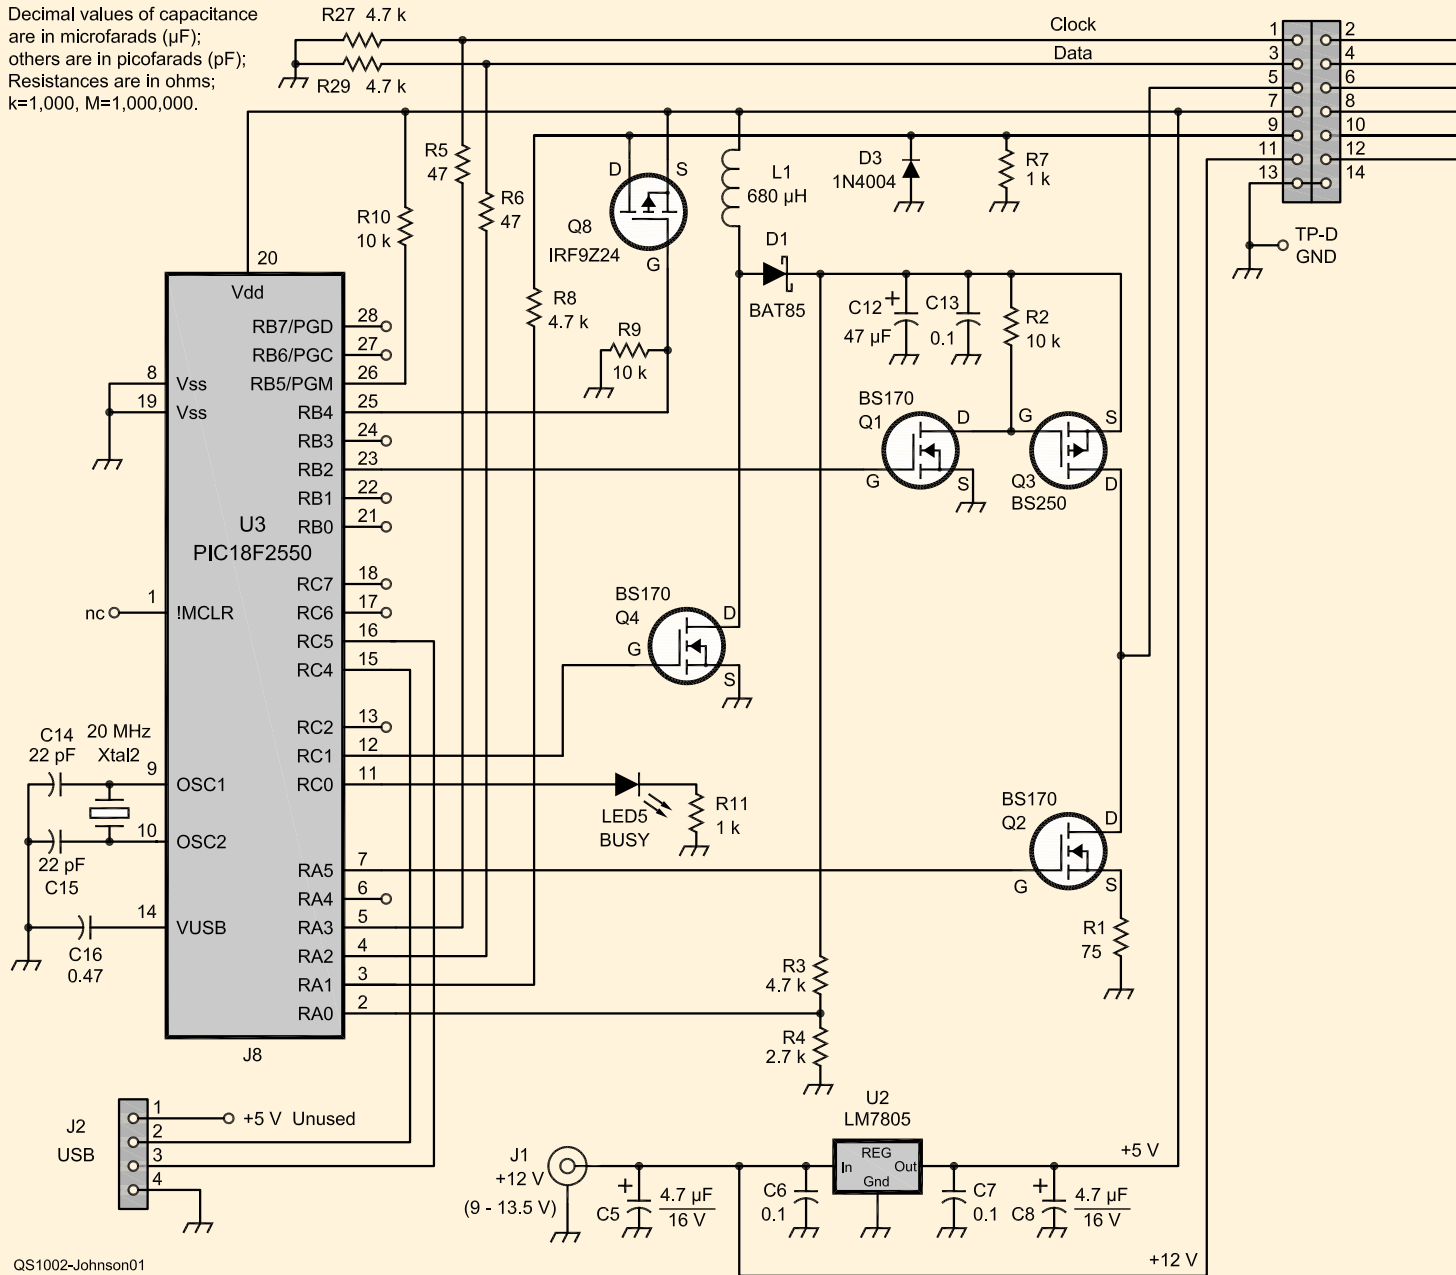 Decimal values of capacitance
are in microfarads (µF);
others are in picofarads (pF);
Resistances are in ohms;
k=1,000, M=1,000,000.
R27 4.7 k
R29 4.7 k
Clock
Data
1 2
3 4
5 6
7 8
9 10
11 12
13 14
TP-D
GND
R5
47
R6
47
R10
10 k
D S
Q8
IRF9Z24
G
L1
680 µH
D3
1N4004
R7
1 k
D1
BAT85
R8
4.7 k
R9
10 k
C12 +
47 µF
C13
0.1
R2
10 k
BS170
Q1
D
G
S
G
S
Q3
BS250
D
20
Vdd
RB7/PGD 28
RB6/PGC 27
RB5/PGM 26
RB4 25
RB3 24
RB2 23
RB1 22
RB0 21
8 Vss
19 Vss
U3
PIC18F2550
RC7 18
RC6 17
RC5 16
RC4 15
nc 1 !MCLR
RC2 13
RC1 12
RC0 11
BS170
Q4
D
G
S
C14
22 pF
20 MHz
Xtal2
9 OSC1
10 OSC2
22 pF
C15
14 VUSB
C16
0.47
LED5
BUSY
R11
1 k
RA5 7
RA4 6
RA3 5
RA2 4
RA1 3
RA0 2
BS170
Q2
D
G
S
R1
75
R3
4.7 k
R4
2.7 k
J8
J2
USB
1
2
3
4
+5 V Unused
J1
+12 V
(9 - 13.5 V)
+
C5
4.7 µF
16 V
C6
0.1
U2
LM7805
REG
In Out
Gnd
C7
0.1
+
C8
4.7 µF
16 V
+5 V
+12 V
QS1002-Johnson01